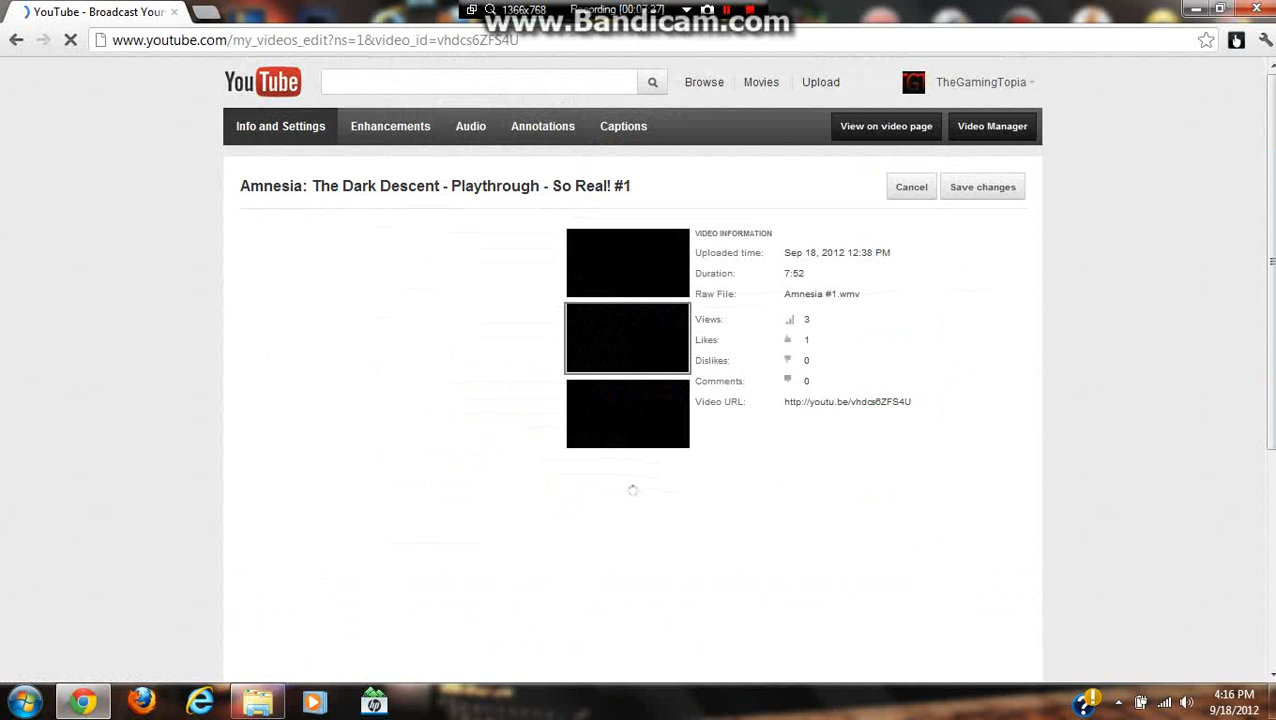 1366x768 Recording [00:07:27]
www.Bandicam.com
YouTube - Broadcast Your
www.youtube.com/my_videos_edit?ns=1&video_id=vhdcs6ZFS4U
YouTube Browse Movies Upload TheGamingTopia
Info and Settings Enhancements Audio Annotations Captions View on video page Video Manager
Amnesia: The Dark Descent - Playthrough - So Real! #1 Cancel Save changes
VIDEO INFORMATION
Uploaded time: Sep 18, 2012 12:38 PM
Duration: 7:52
Raw File: Amnesia #1.wmv
Views: 3
Likes: 1
Dislikes: 0
Comments: 0
Video URL: http://youtu.be/vhdcs6ZFS4U
4:16 PM
9/18/2012